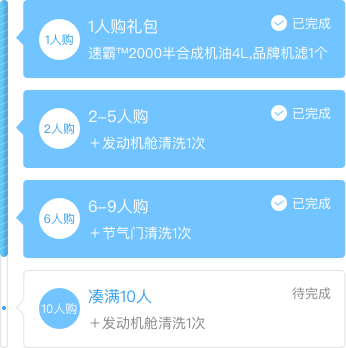 1人购
1人购礼包
已完成
速霸™2000半合成机油4L,品牌机滤1个
2人购
2-5人购
已完成
＋发动机舱清洗1次
6人购
6-9人购
已完成
＋节气门清洗1次
10人购
凑满10人
待完成
＋发动机舱清洗1次